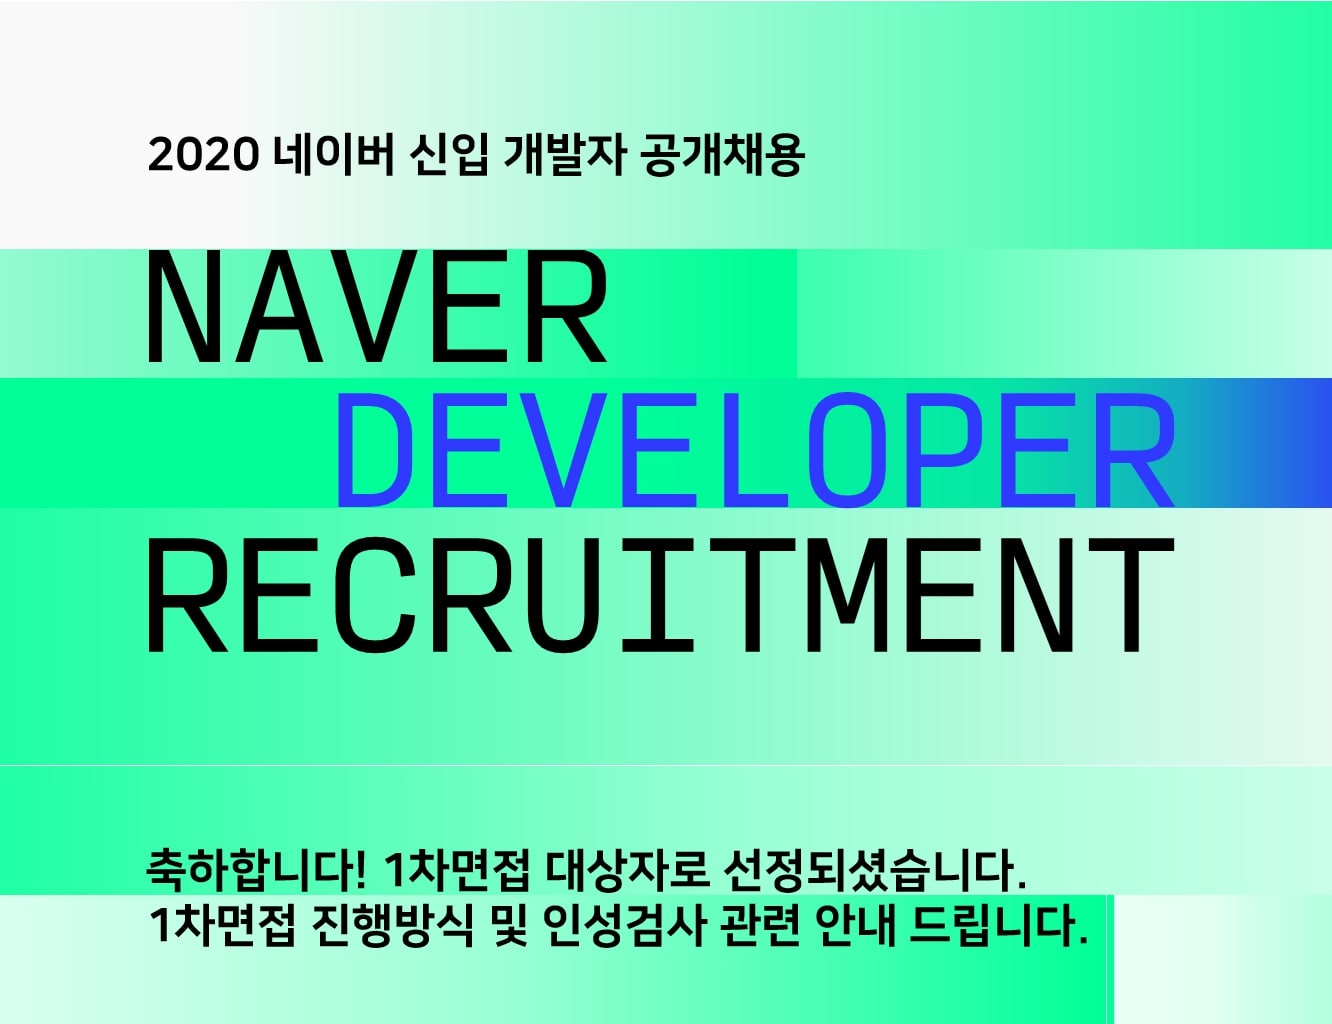 2020 네이버 신입 개발자 공개채용
NAVER
DEVELOPER
RECRUITMENT
축하합니다! 1차면접 대상자로 선정되셨습니다.
1차면접 진행방식 및 인성검사 관련 안내 드립니다.